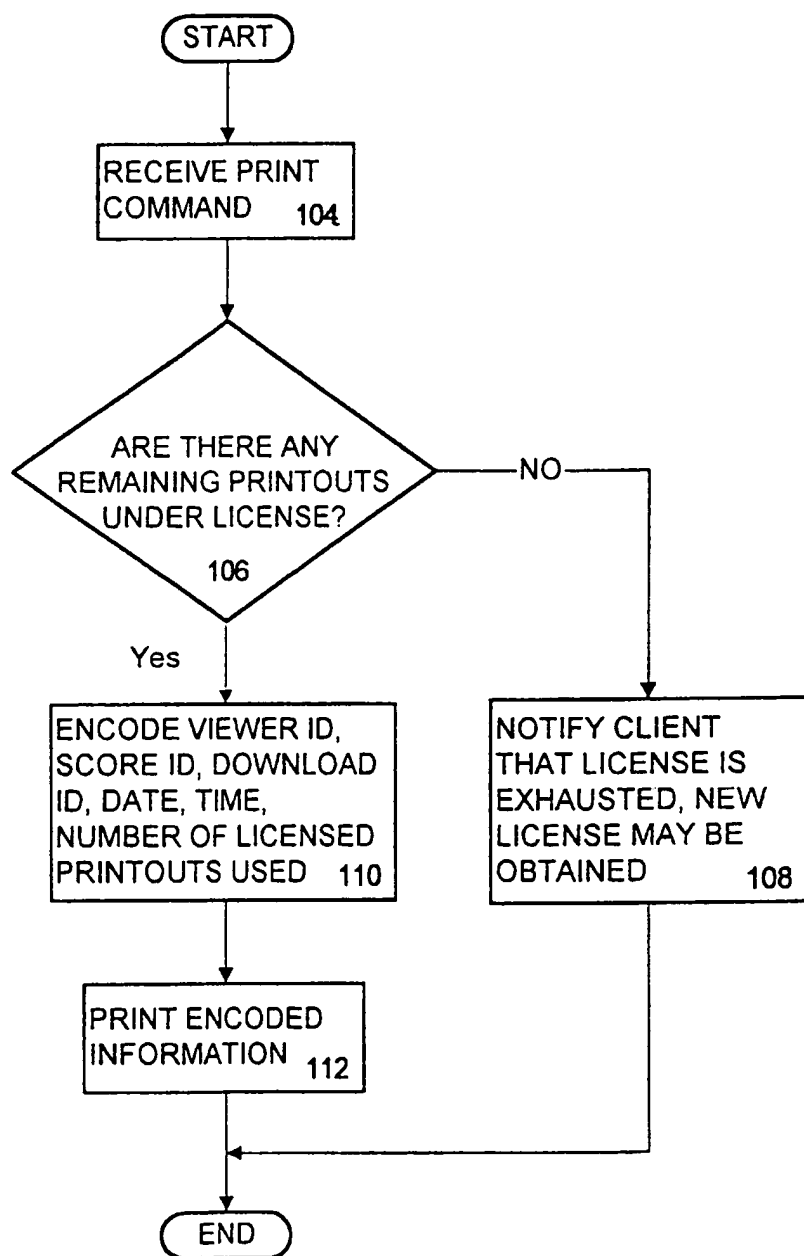 START
RECEIVE PRINT
COMMAND 104
ARE THERE ANY
REMAINING PRINTOUTS
UNDER LICENSE?
106
NO
Yes
ENCODE VIEWER ID,
SCORE ID, DOWNLOAD
ID, DATE, TIME,
NUMBER OF LICENSED
PRINTOUTS USED 110
NOTIFY CLIENT
THAT LICENSE IS
EXHAUSTED, NEW
LICENSE MAY BE
OBTAINED 108
PRINT ENCODED
INFORMATION 112
END